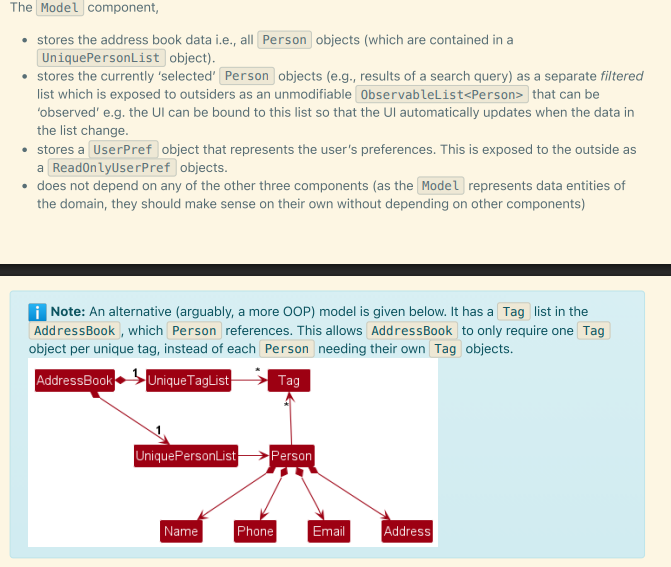 The Model component,
• stores the address book data i.e., all Person objects (which are contained in a
UniquePersonList object).
• stores the currently ‘selected’ Person objects (e.g., results of a search query) as a separate filtered
list which is exposed to outsiders as an unmodifiable ObservableList<Person> that can be
‘observed’ e.g. the UI can be bound to this list so that the UI automatically updates when the data in
the list change.
• stores a UserPref object that represents the user’s preferences. This is exposed to the outside as
a ReadOnlyUserPref objects.
• does not depend on any of the other three components (as the Model represents data entities of
the domain, they should make sense on their own without depending on other components)
i Note: An alternative (arguably, a more OOP) model is given below. It has a Tag list in the
AddressBook, which Person references. This allows AddressBook to only require one Tag
object per unique tag, instead of each Person needing their own Tag objects.
AddressBook 1 UniqueTagList * Tag
*
1
UniquePersonList Person
Name Phone Email Address